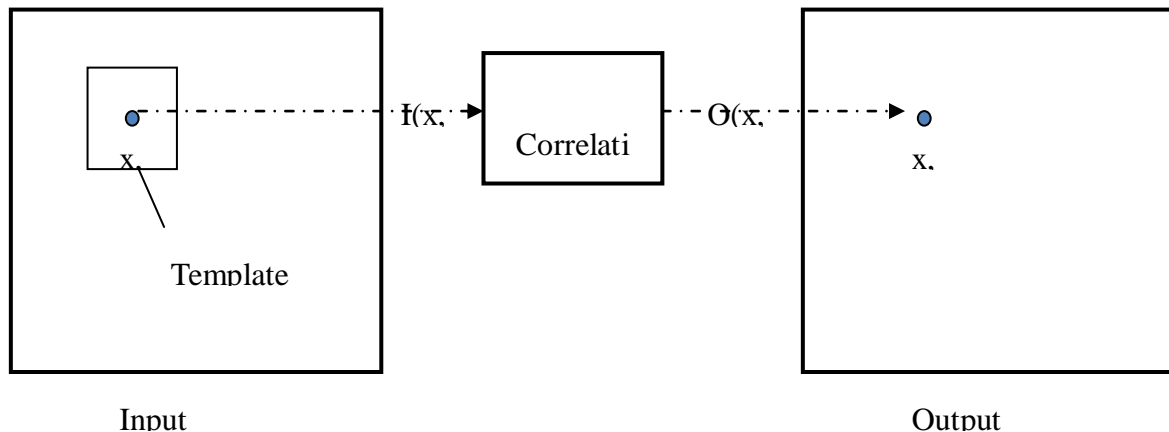 I(x,
O(x,
Correlati
x,
x,
Template
Input
Output